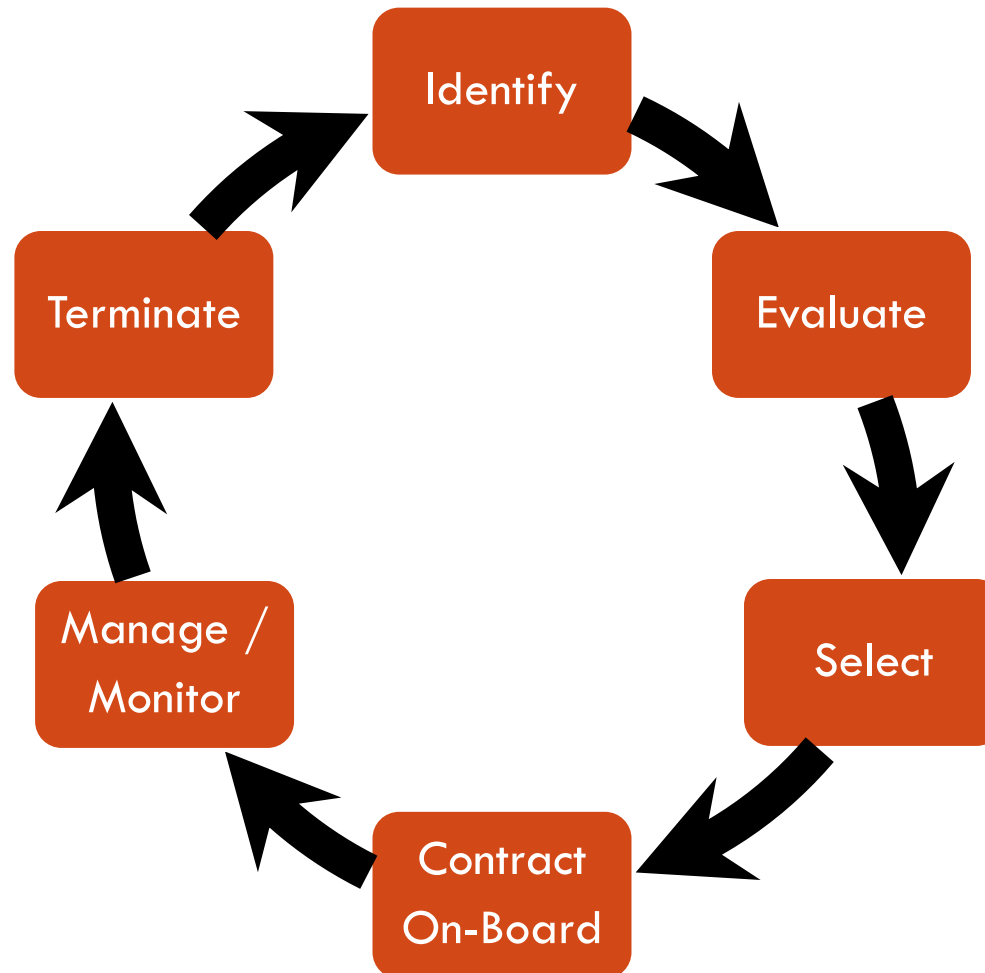 Identify
Evaluate
Select
Contract
On-Board
Manage /
Monitor
Terminate